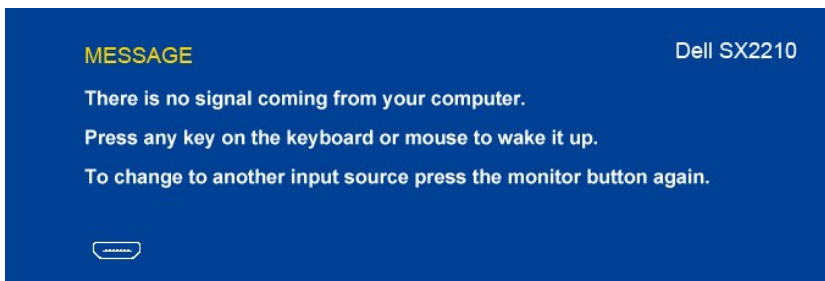 MESSAGE
Dell SX2210
There is no signal coming from your computer.
Press any key on the keyboard or mouse to wake it up.
To change to another input source press the monitor button again.